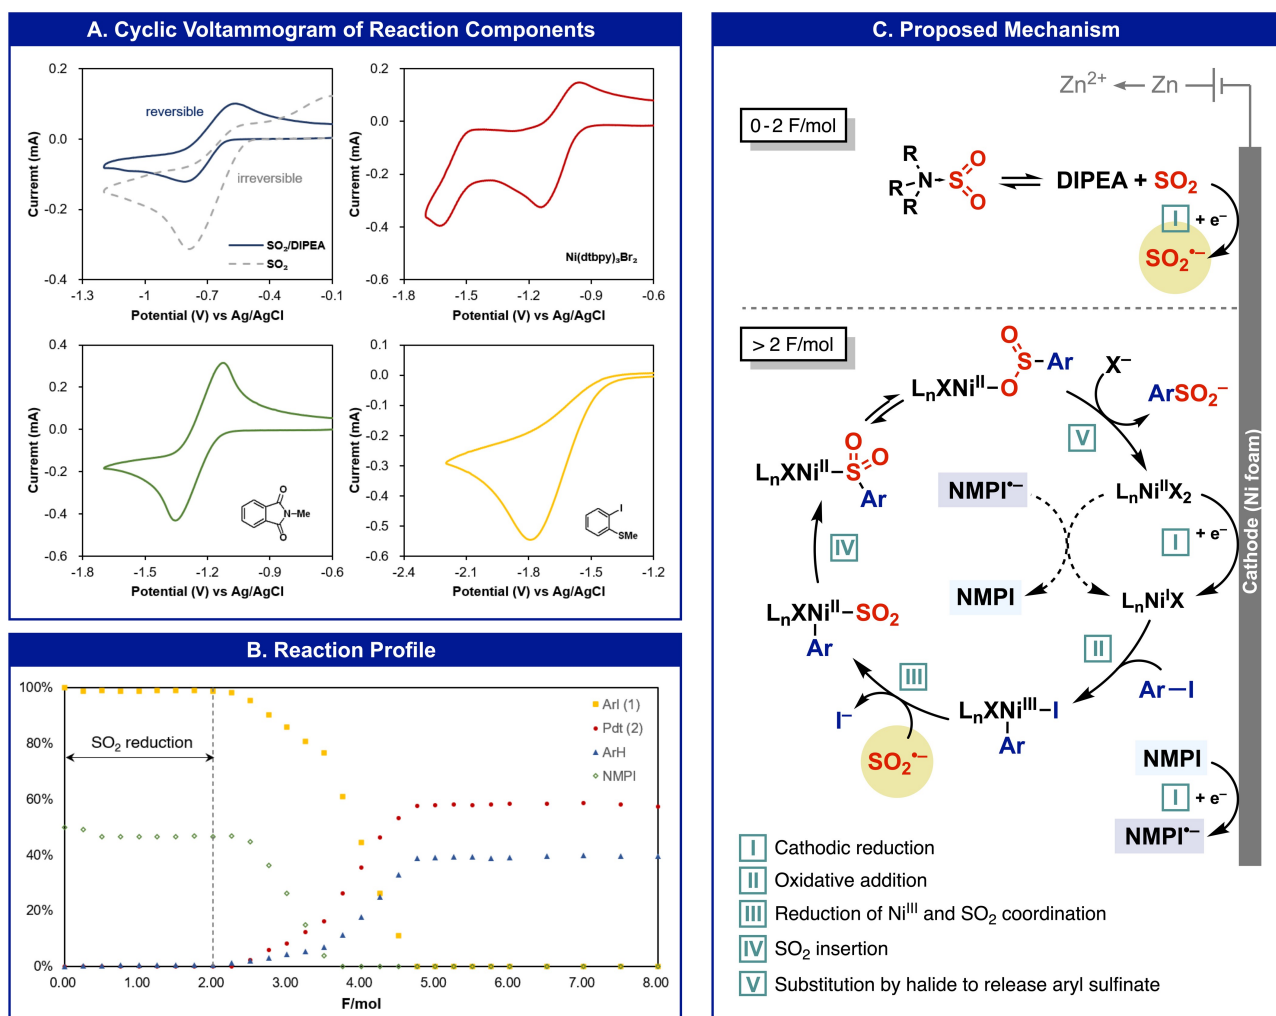 A. Cyclic Voltammogram of Reaction Components
0.2
0.0
-0.2
-0.4
Curremt (mA)
reversible
irreversible
SO2/DIPEA
SO2
-1.3 -1 -0.7 -0.4 -0.1
Potential (V) vs Ag/AgCl
0.2
0.0
-0.2
-0.4
-0.6
Curremt (mA)
Ni(dtbpy)3Br2
-1.8 -1.5 -1.2 -0.9 -0.6
Potential (V) vs Ag/AgCl
0.4
0.2
0.0
-0.2
-0.4
-0.6
Curremt (mA)
O
N-Me
O
-1.8 -1.5 -1.2 -0.9 -0.6
Potential (V) vs Ag/AgCl
0.1
0.0
-0.1
-0.2
-0.3
-0.4
-0.5
-0.6
Curremt (mA)
I
SMe
-2.4 -2.1 -1.8 -1.5 -1.2
Potential (V) vs Ag/AgCl
B. Reaction Profile
100%
80%
60%
40%
20%
0%
SO2 reduction
ArI (1)
Pdt (2)
ArH
NMPI
0.00 1.00 2.00 3.00 4.00 5.00 6.00 7.00 8.00
F/mol
C. Proposed Mechanism
Zn2+ Zn
0-2 F/mol
R
R
R
N
S
O
O
DIPEA + SO2
I + e–
SO2•–
> 2 F/mol
LnXNiII–O
S
O
Ar
X–
ArSO2–
V
LnXNiII
S
O
O
Ar
NMPI•–
LnNiIIX2
I + e–
IV
NMPI
LnNiIX
LnXNiII–SO2
Ar
II
Ar–I
III
I–
LnXNiIII–I
Ar
SO2•–
NMPI
I + e–
NMPI•–
Cathode (Ni foam)
I Cathodic reduction
II Oxidative addition
III Reduction of NiIII and SO2 coordination
IV SO2 insertion
V Substitution by halide to release aryl sulfinate